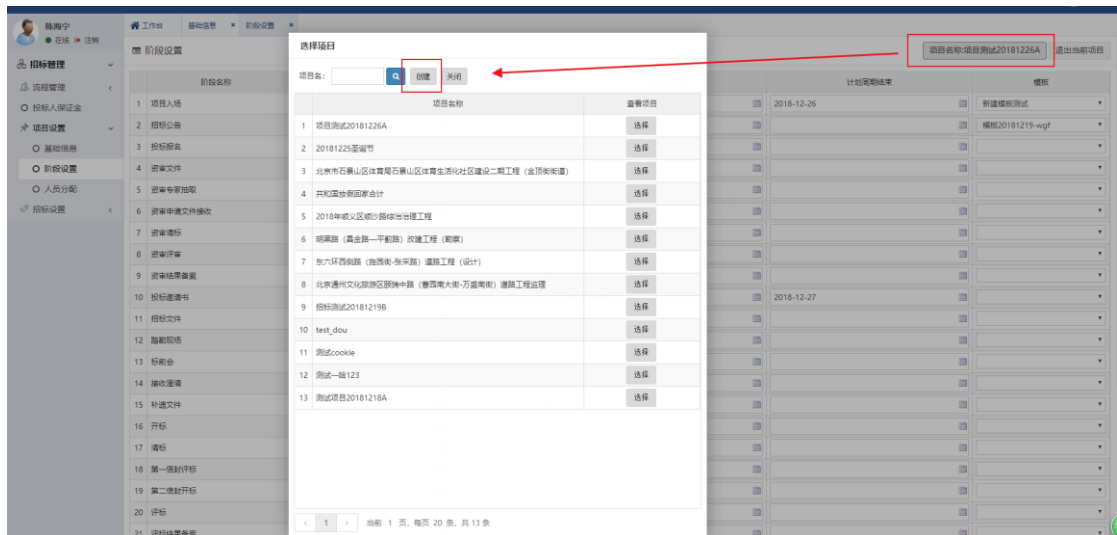 陈海宁
在线 注销
工作台 基础信息 × 阶段设置 ×
阶段设置
项目名称:项目测试20181226A 退出当前项目
招标管理
流程管理
投标人保证金
项目设置
基础信息
阶段设置
人员分配
招标设置
阶段名称
计划周期结束
模板
1 项目入场
2 招标公告
3 投标报名
4 资审文件
5 资审专家抽取
6 资审申请文件接收
7 资审清标
8 资审评审
9 资审结果备案
10 投标邀请书
11 招标文件
12 踏勘现场
13 标前会
14 接收澄清
15 补遗文件
16 开标
17 清标
18 第一信封评标
19 第二信封开标
20 评标
21 评标结果备案
2018-12-26
新建模板测试
模板20181219-wgf
2018-12-27
选择项目
项目名: 创建 关闭
项目名称 查看项目
1 项目测试20181226A 选择
2 20181225圣诞节 选择
3 北京市石景山区体育局石景山区体育生活化社区建设二期工程（金顶街街道） 选择
4 共和国放假回家合计 选择
5 2018年顺义区顺沙路综治治理工程 选择
6 胡黑路（昌金路—平蓟路）改建工程（勘察） 选择
7 东六环西侧路（施园街-张采路）道路工程（设计） 选择
8 北京通州文化旅游区颐瑞中路（曹园南大街-万盛南街）道路工程监理 选择
9 招标测试20181219B 选择
10 test_dou 选择
11 测试cookie 选择
12 测试—哈123 选择
13 测试项目20181218A 选择
1 当前 1 页, 每页 20 条, 共 13 条